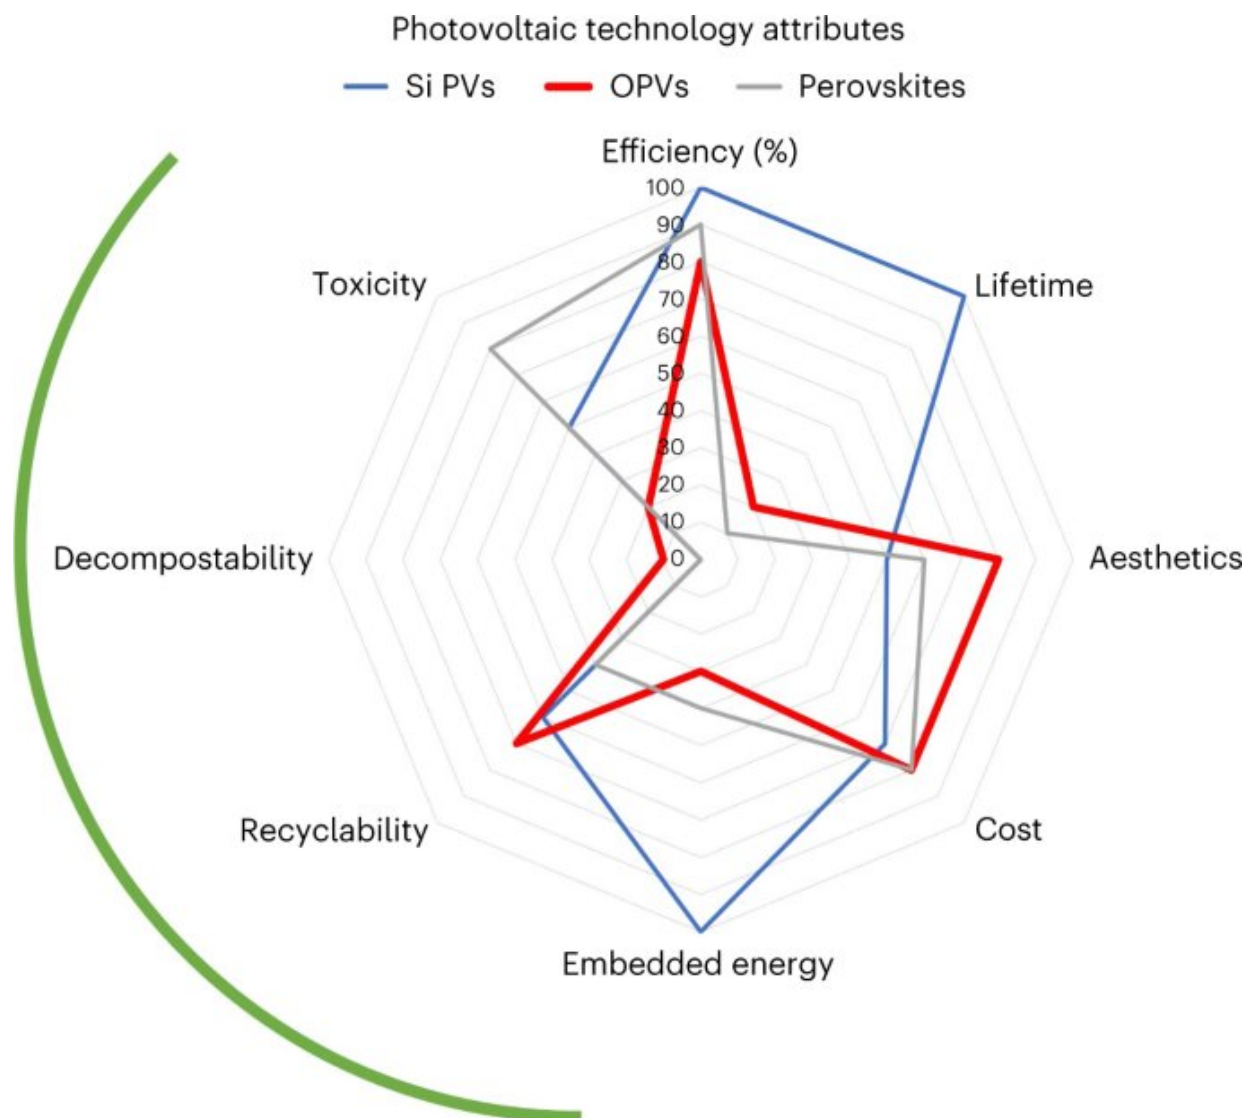 Photovoltaic technology attributes
Si PVs OPVs Perovskites
Efficiency (%)
100
90
80
70
60
50
40
30
20
10
0
Lifetime
Aesthetics
Cost
Embedded energy
Recyclability
Decompostability
Toxicity